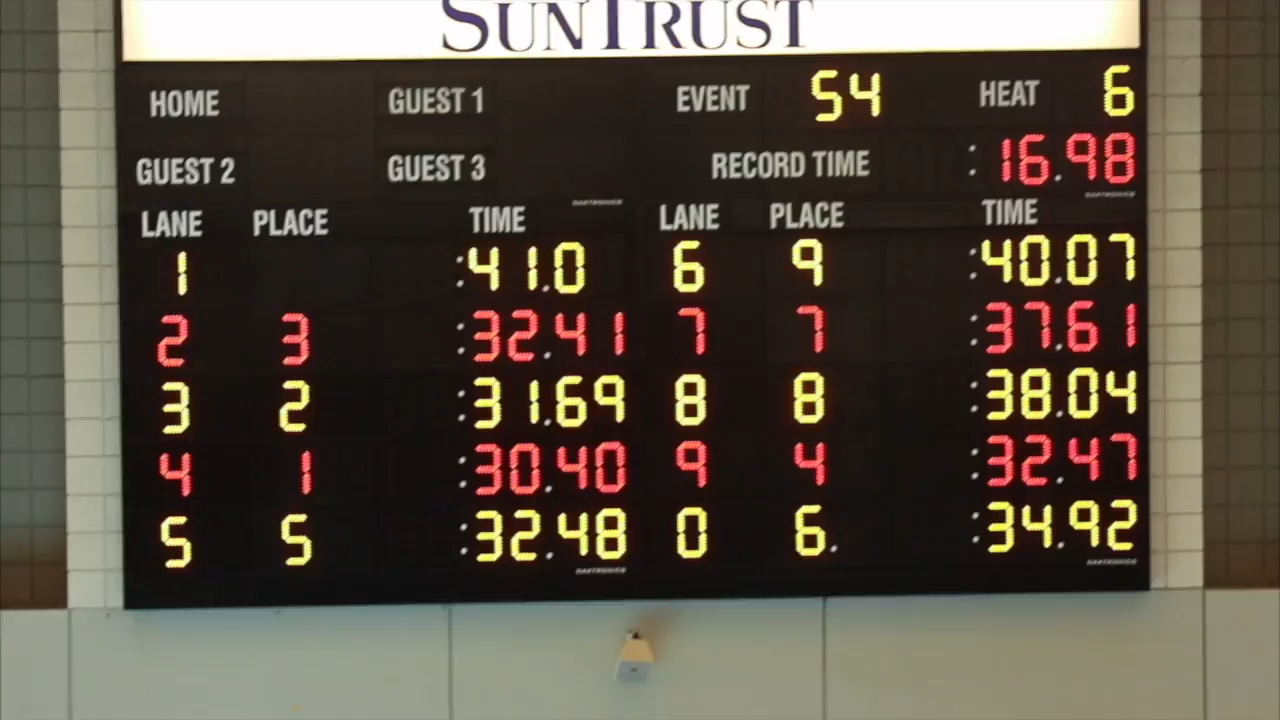 SUNTRUST
HOME GUEST 1 EVENT 54 HEAT 6
GUEST 2 GUEST 3 RECORD TIME :16.98
LANE PLACE TIME LANE PLACE TIME
1 :41.0 6 9 :40.07
2 3 :32.41 7 7 :37.61
3 2 :31.69 8 8 :38.04
4 1 :30.40 9 4 :32.47
5 5 :32.48 0 6. :34.92